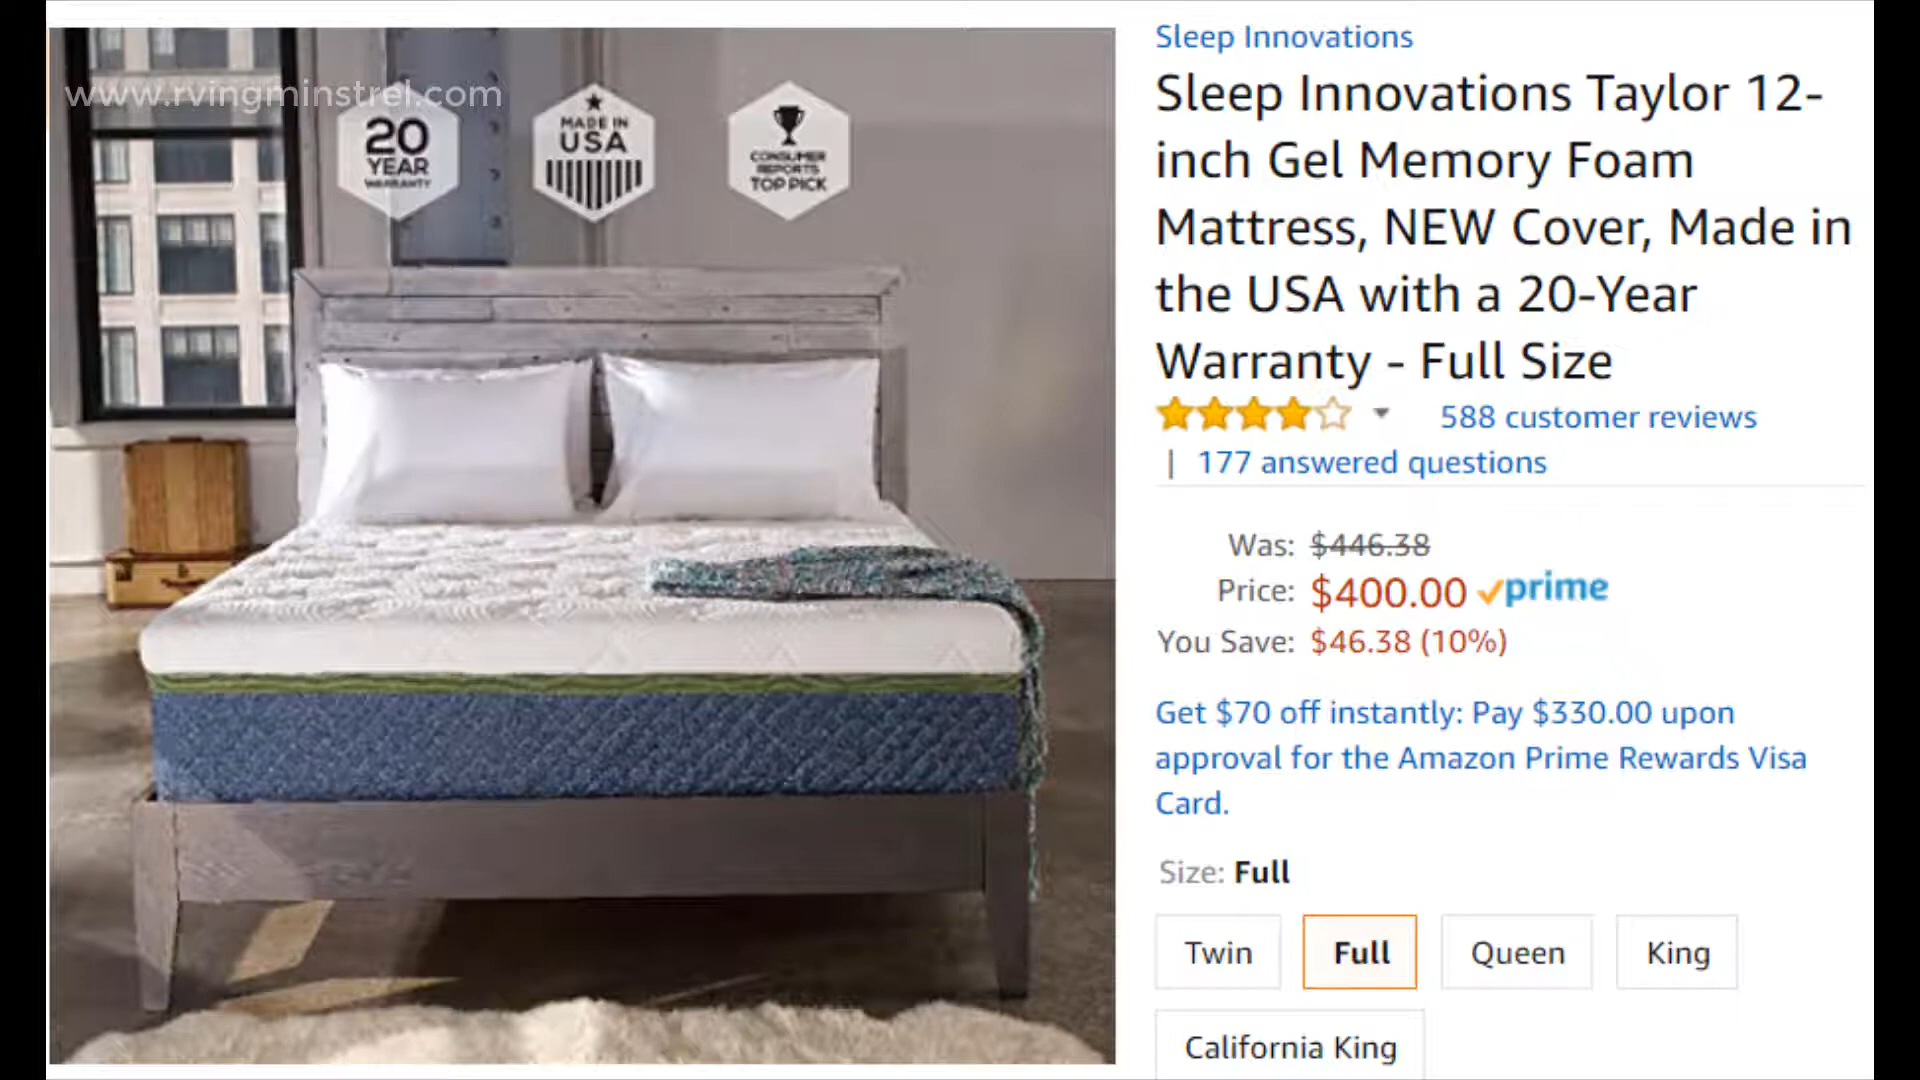 www.rvingminstrel.com
20
YEAR
WARRANTY
MADE IN
USA
CONSUMER
REPORTS
TOP PICK
Sleep Innovations
Sleep Innovations Taylor 12-
inch Gel Memory Foam
Mattress, NEW Cover, Made in
the USA with a 20-Year
Warranty - Full Size
588 customer reviews
| 177 answered questions
Was: $446.38
Price: $400.00 prime
You Save: $46.38 (10%)
Get $70 off instantly: Pay $330.00 upon
approval for the Amazon Prime Rewards Visa
Card.
Size: Full
Twin Full Queen King
California King